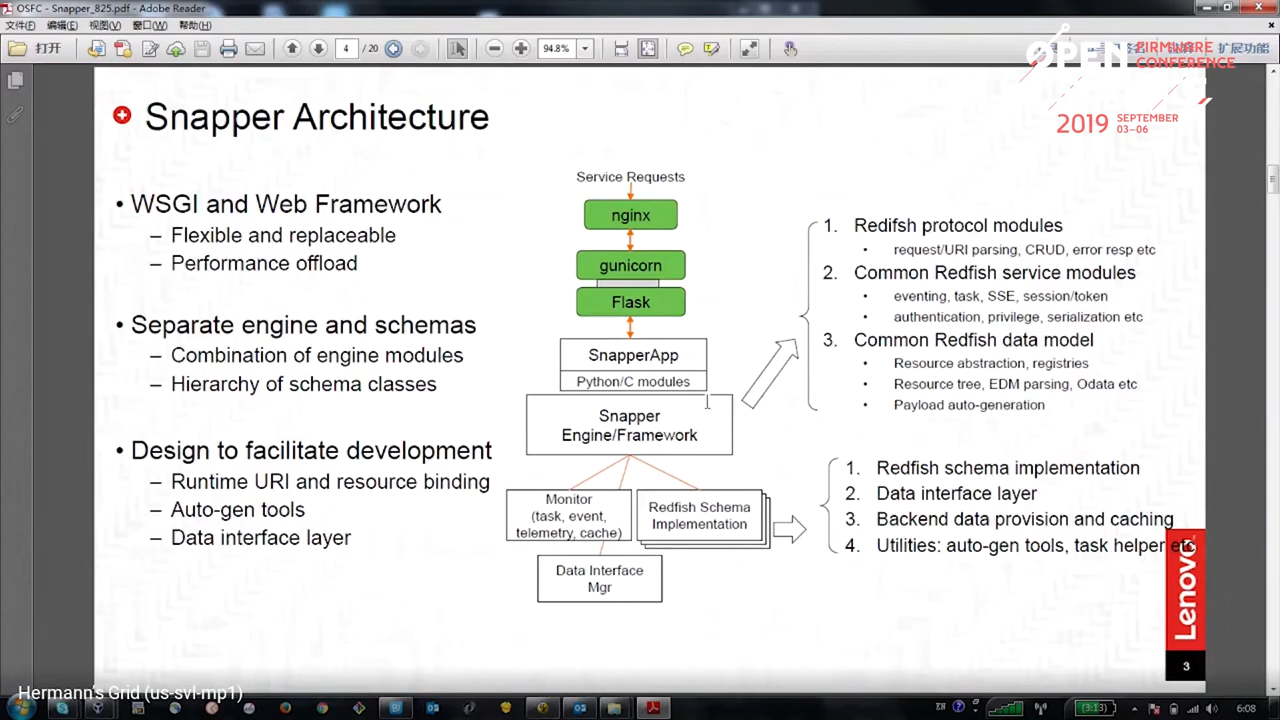 OSFC - Snapper_825.pdf - Adobe Reader
文件(F) 编辑(E) 视图(V) 窗口(W) 帮助(H)
打开 4 / 20 94.8% 扩展功能
OPEN FIRMWARE CONFERENCE
2019 SEPTEMBER 03-06
Snapper Architecture
• WSGI and Web Framework
– Flexible and replaceable
– Performance offload
• Separate engine and schemas
– Combination of engine modules
– Hierarchy of schema classes
• Design to facilitate development
– Runtime URI and resource binding
– Auto-gen tools
– Data interface layer
Service Requests
nginx
gunicorn
Flask
SnapperApp
Python/C modules
Snapper
Engine/Framework
Monitor
(task, event,
telemetry, cache)
Redfish Schema
Implementation
Data Interface
Mgr
1. Redifsh protocol modules
• request/URI parsing, CRUD, error resp etc
2. Common Redfish service modules
• eventing, task, SSE, session/token
• authentication, privilege, serialization etc
3. Common Redfish data model
• Resource abstraction, registries
• Resource tree, EDM parsing, Odata etc
• Payload auto-generation
1. Redfish schema implementation
2. Data interface layer
3. Backend data provision and caching
4. Utilities: auto-gen tools, task helper etc
Lenovo
3
Hermann's Grid (us-svl-mp1)
(3:13) 6:08